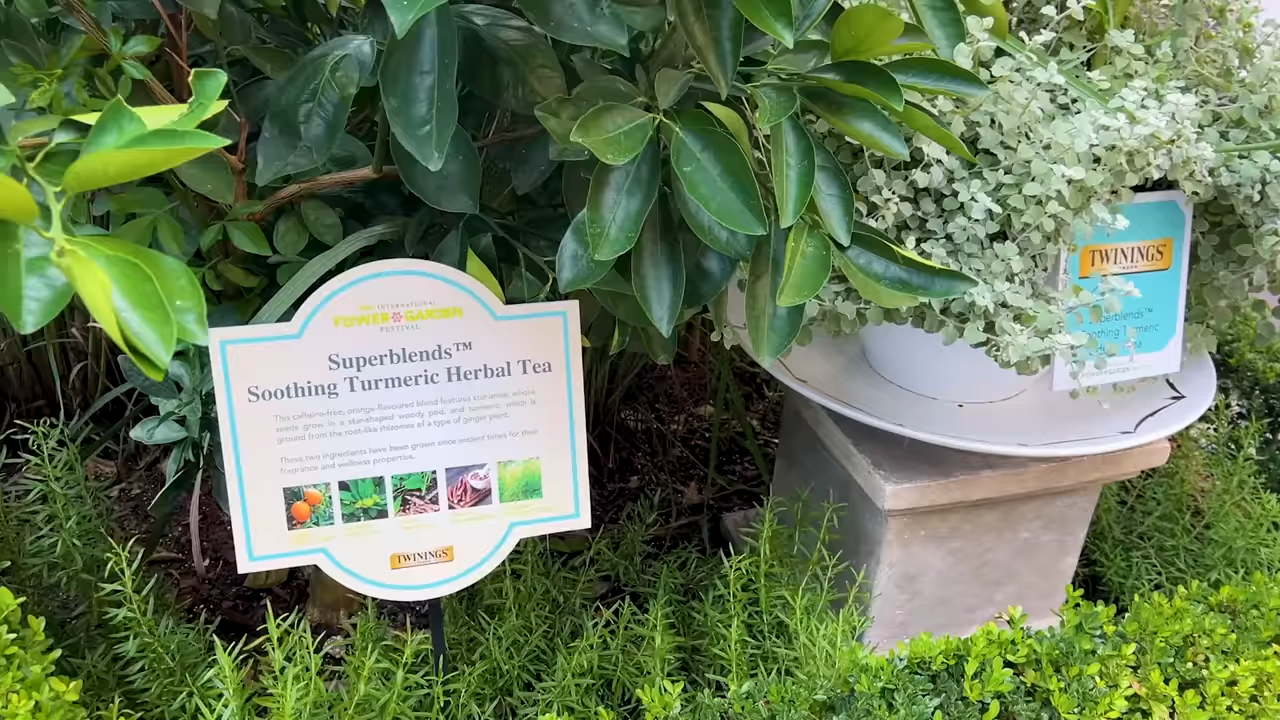 INTERNATIONAL
FLOWER GARDEN
FESTIVAL
Superblends™
Soothing Turmeric Herbal Tea
This caffeine-free, orange-flavoured blend features star anise, whose
seeds grow in a star-shaped woody pod, and turmeric, which is
ground from the root-like rhizomes of a type of ginger plant.
These two ingredients have been grown since ancient times for their
fragrance and wellness properties.
TWININGS
TWININGS
Superblends™
Soothing Turmeric